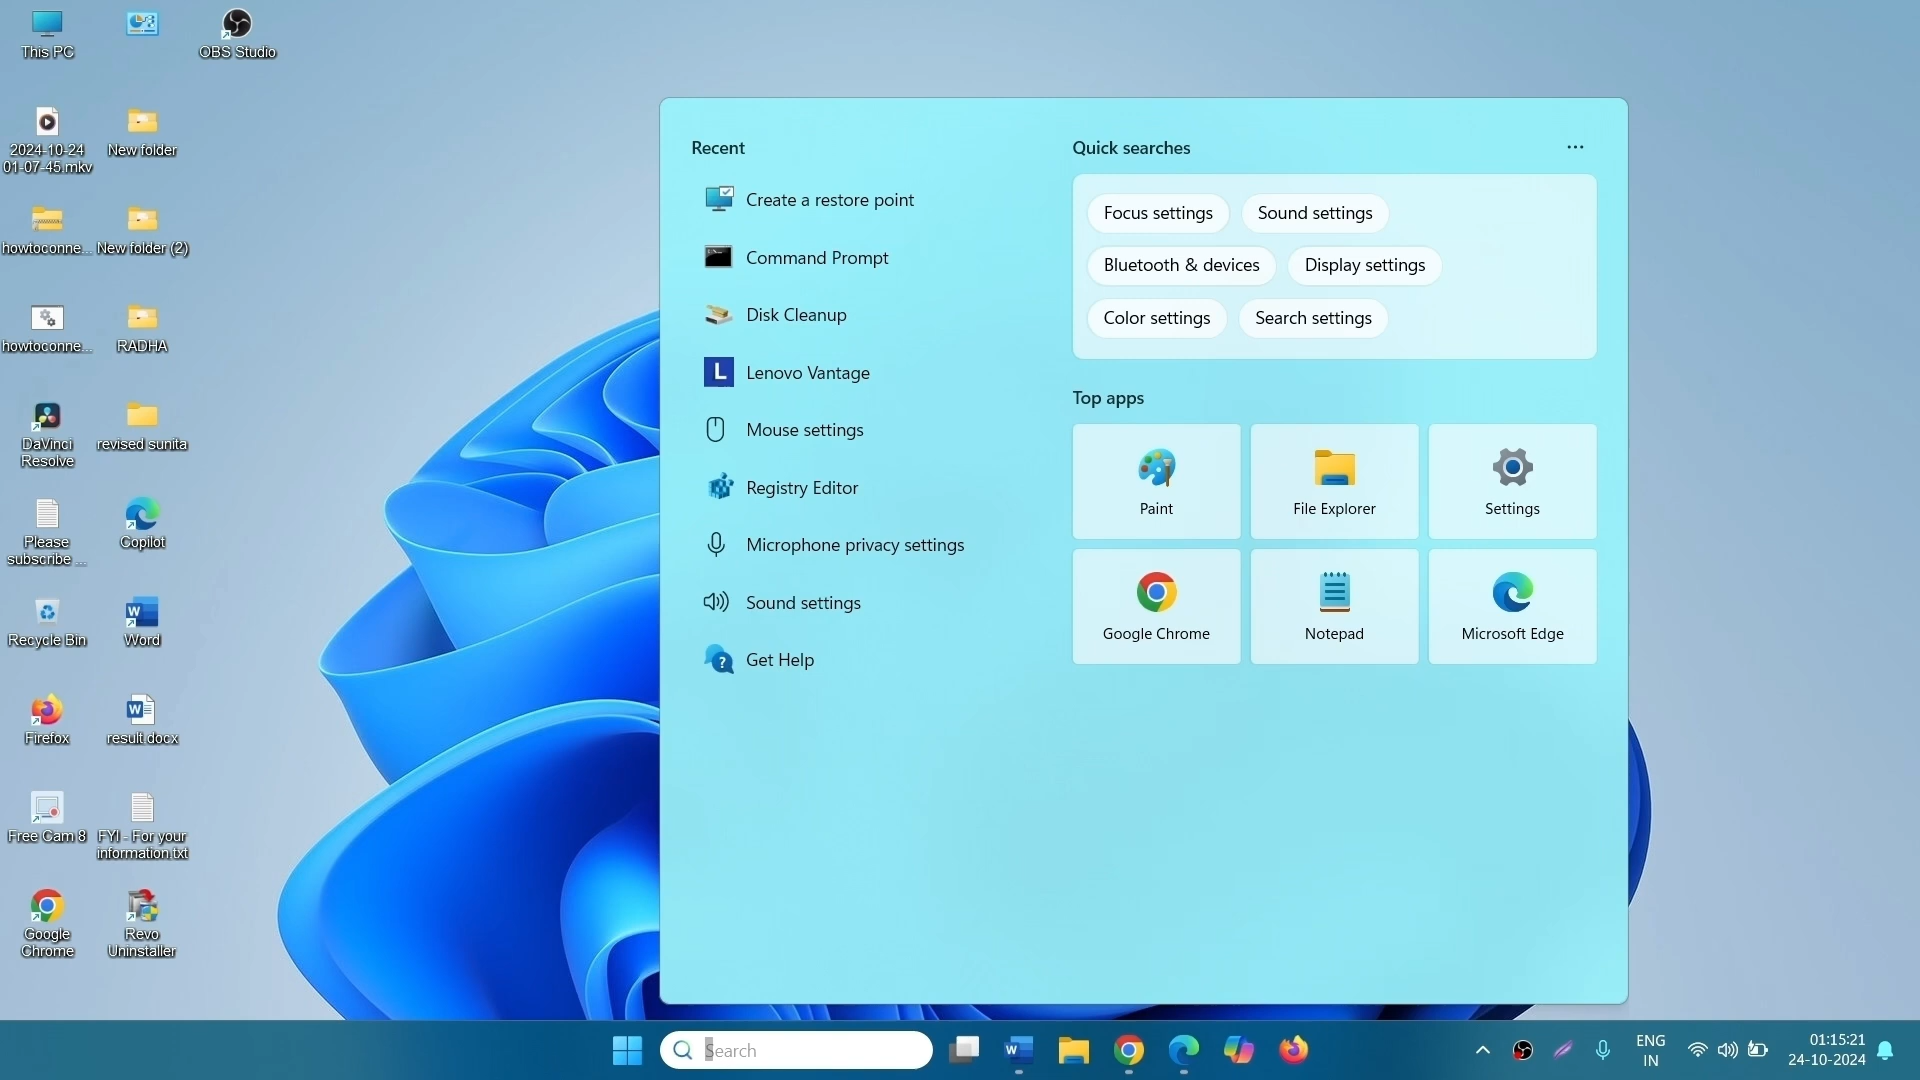 This PC
OBS Studio
2024-10-24
01-07-45.mkv
New folder
howtoconne...
New folder (2)
howtoconne...
RADHA
DaVinci
Resolve
revised sunita
Please
subscribe ...
Copilot
Recycle Bin
Word
Firefox
result.docx
Free Cam 8
FYI - For your
information.txt
Google
Chrome
Revo
Uninstaller
Recent
Create a restore point
Command Prompt
Disk Cleanup
L
Lenovo Vantage
Mouse settings
Registry Editor
Microphone privacy settings
Sound settings
Get Help
Quick searches
Focus settings
Sound settings
Bluetooth & devices
Display settings
Color settings
Search settings
Top apps
Paint
File Explorer
Settings
Google Chrome
Notepad
Microsoft Edge
Search
ENG
IN
01:15:21
24-10-2024